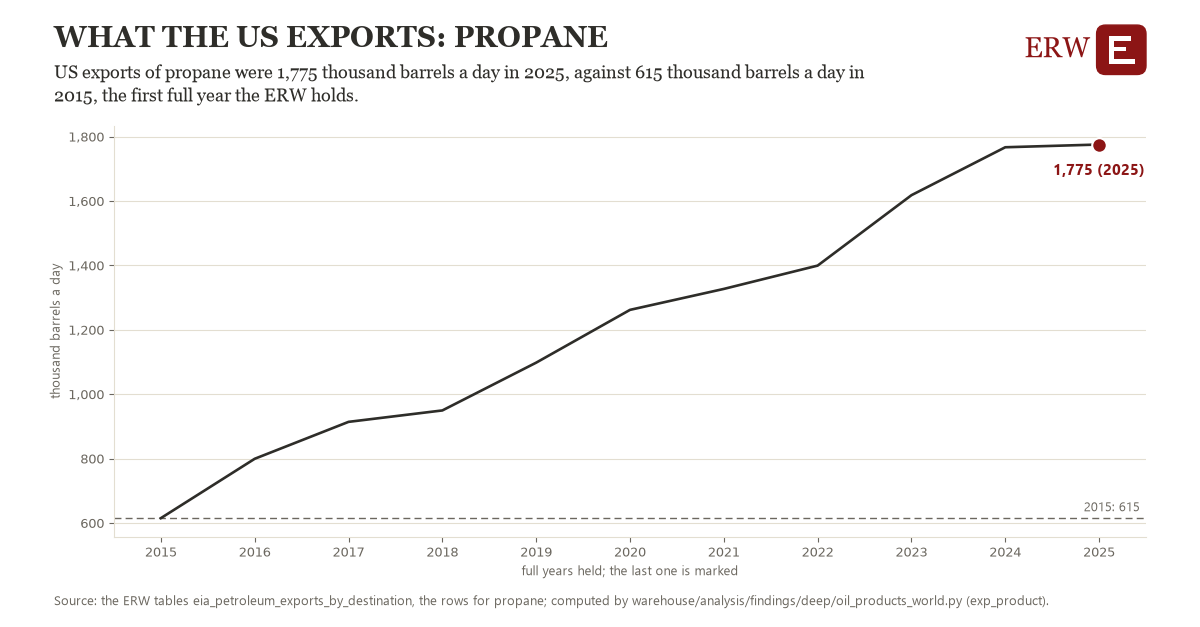 WHAT THE US EXPORTS: PROPANE
US exports of propane were 1,775 thousand barrels a day in 2025, against 615 thousand barrels a day in
2015, the first full year the ERW holds.
ERW E
1,800
1,600
1,400
1,200
1,000
800
600
thousand barrels a day
1,775 (2025)
2015: 615
2015 2016 2017 2018 2019 2020 2021 2022 2023 2024 2025
full years held; the last one is marked
Source: the ERW tables eia_petroleum_exports_by_destination, the rows for propane; computed by warehouse/analysis/findings/deep/oil_products_world.py (exp_product).